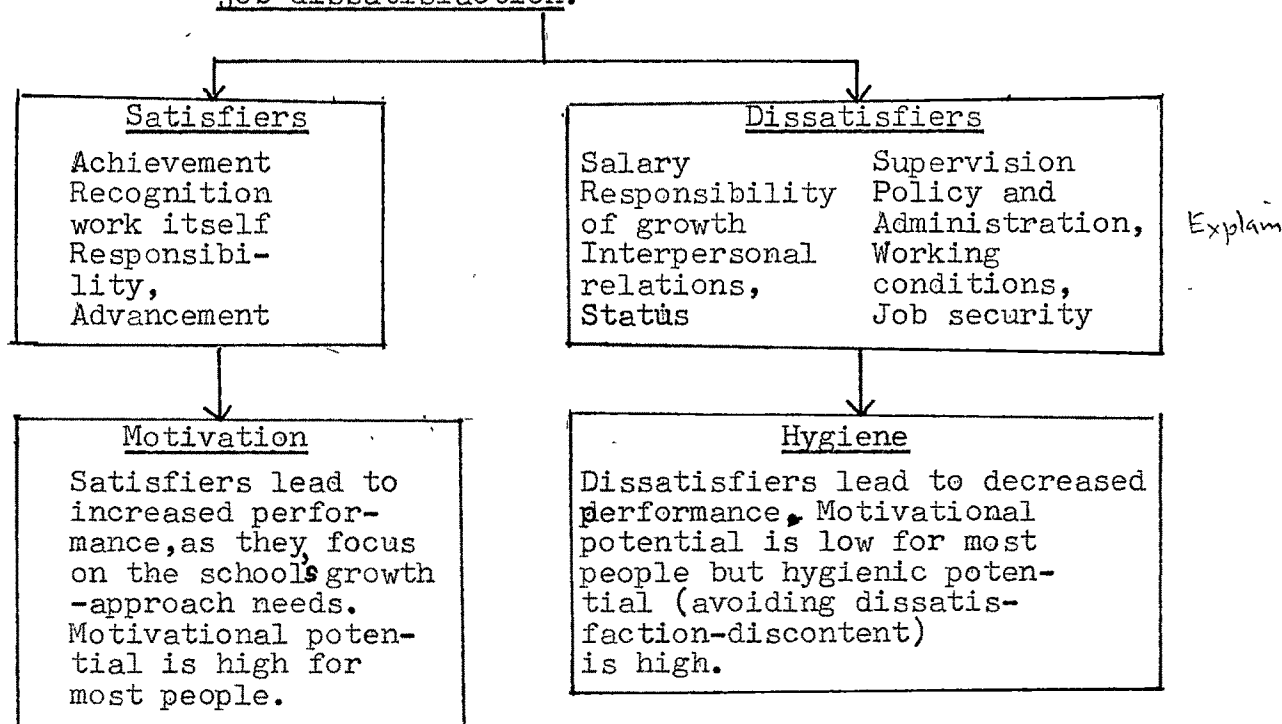 job dissatisfaction.
Satisfiers
Achievement
Recognition
work itself
Responsibi-
lity,
Advancement
Dissatisfiers
Salary
Responsibility
of growth
Interpersonal
relations,
Status
Supervision
Policy and
Administration,
Working
conditions,
Job security
Explain
Motivation
Satisfiers lead to
increased perfor-
mance,as they focus
on the school's growth
-approach needs.
Motivational poten-
tial is high for
most people.
Hygiene
Dissatisfiers lead to decreased
performance. Motivational
potential is low for most
people but hygienic poten-
tial (avoiding dissatis-
faction-discontent)
is high.